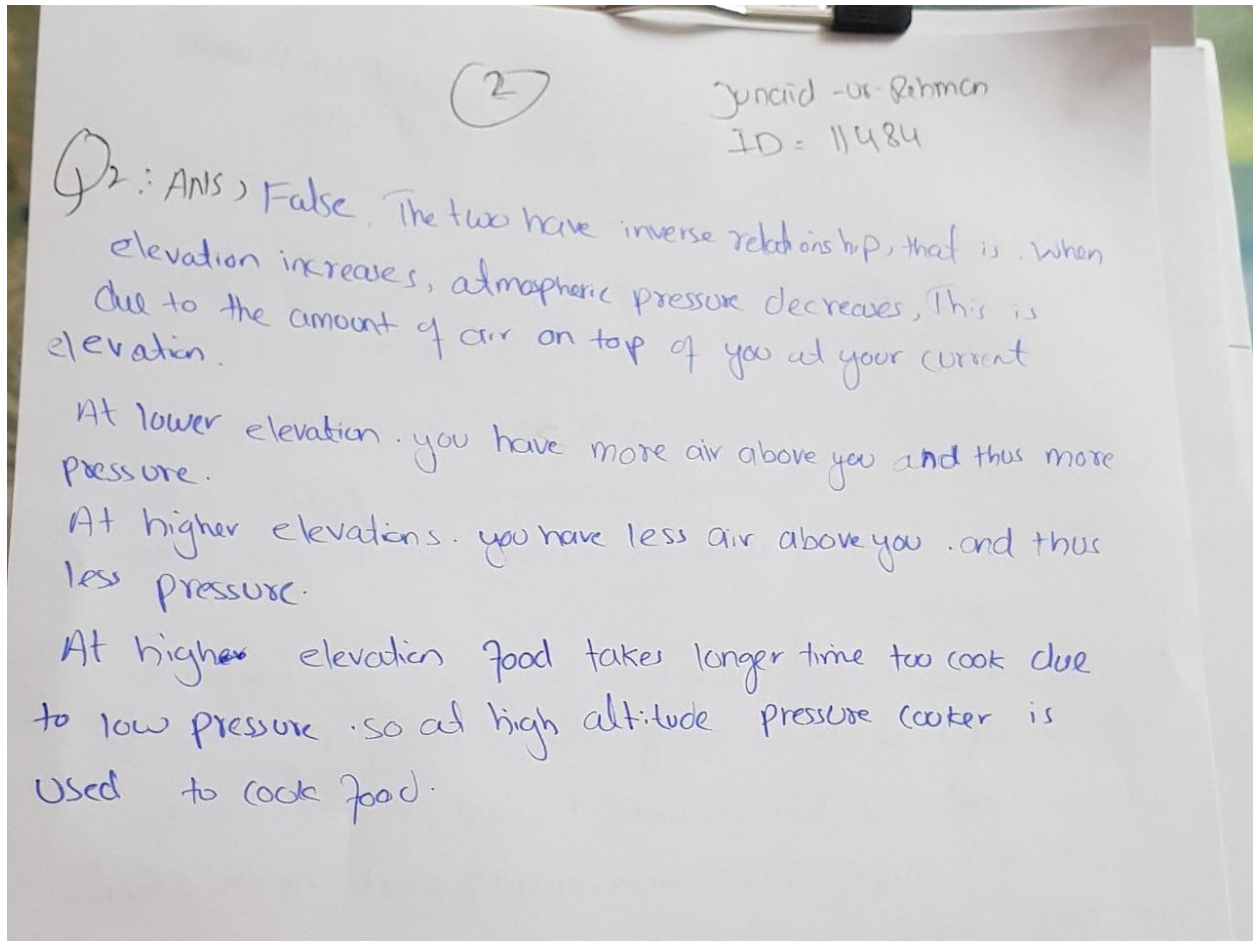 2
Junaid-ur-Rehman
ID = 11484
Q2: ANS, False, The two have inverse relationship, that is. When
elevation increases, atmospheric pressure decreases, This is
due to the amount of air on top of you at your current
elevation.
At lower elevation. you have more air above you and thus more
pressure.
At higher elevations. you have less air above you. and thus
less pressure.
At higher elevation food takes longer time too cook due
to low pressure. so at high altitude pressure cooker is
used to cook food.